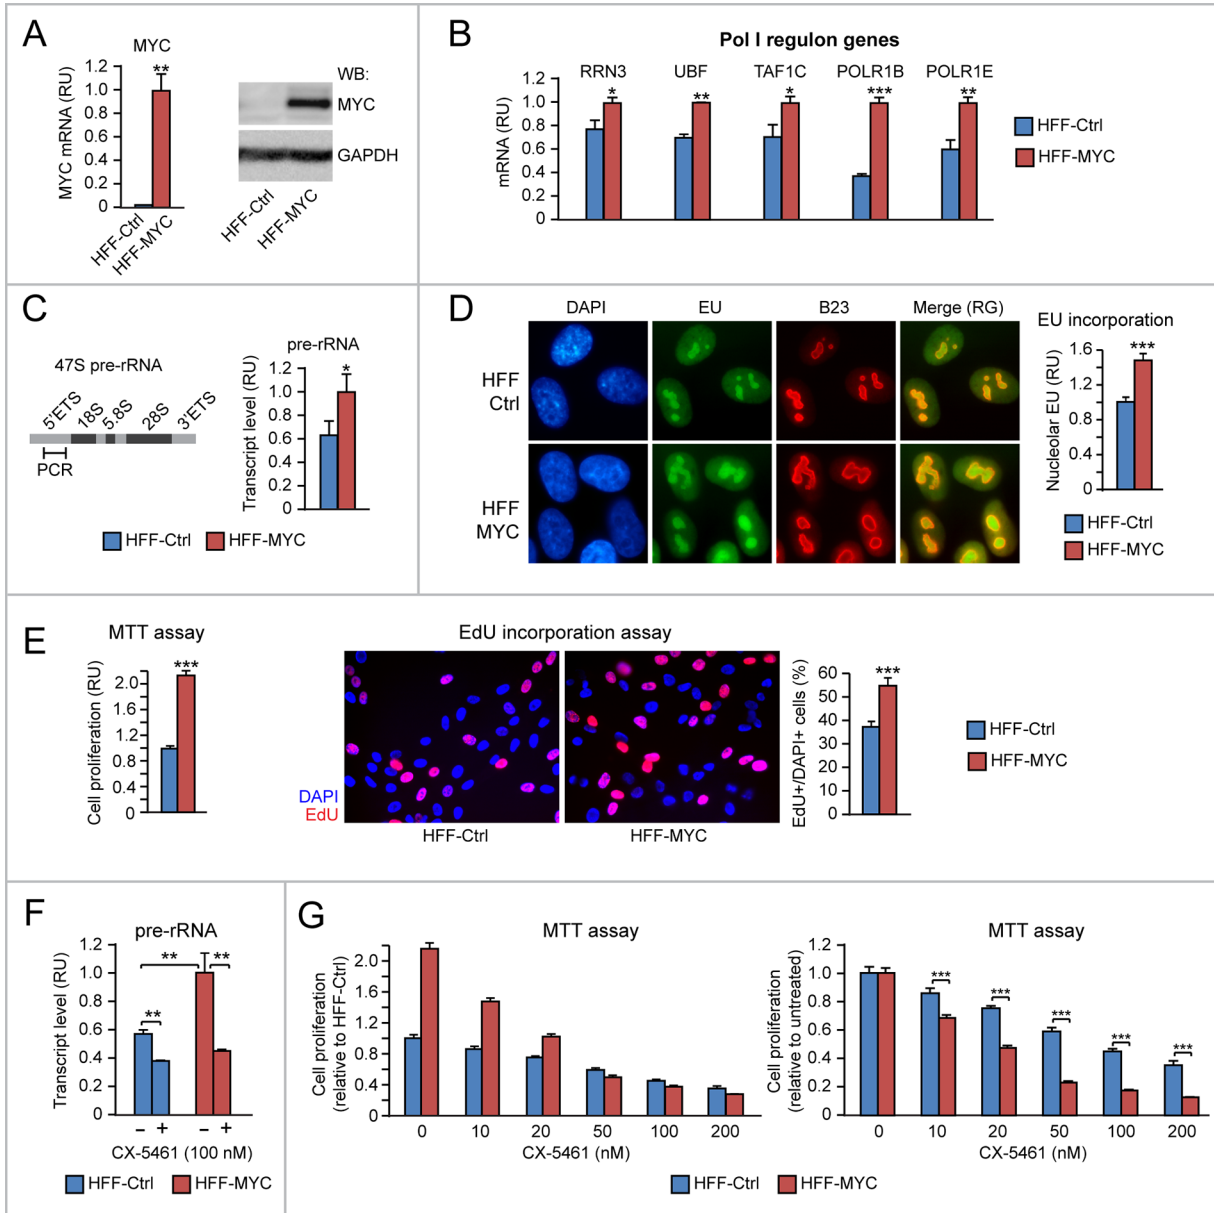 A
MYC
MYC mRNA (RU)
1.2
1.0
0.8
0.6
0.4
0.2
0
**
HFF-Ctrl
HFF-MYC
WB:
MYC
GAPDH
HFF-Ctrl
HFF-MYC
B
Pol I regulon genes
RRN3 UBF TAF1C POLR1B POLR1E
* ** * *** **
mRNA (RU)
1.2
1.0
0.8
0.6
0.4
0.2
0
HFF-Ctrl
HFF-MYC
C
47S pre-rRNA
5'ETS 18S 5.8S 28S 3'ETS
PCR
pre-rRNA
Transcript level (RU)
1.2
1.0
0.8
0.6
0.4
0.2
0
*
HFF-Ctrl HFF-MYC
D
DAPI EU B23 Merge (RG)
HFF
Ctrl
HFF
MYC
EU incorporation
Nucleolar EU (RU)
1.6
1.2
0.8
0.4
0
***
HFF-Ctrl
HFF-MYC
E
MTT assay
Cell proliferation (RU)
2.0
1.6
1.2
0.8
0.4
0
***
EdU incorporation assay
DAPI
EdU
HFF-Ctrl HFF-MYC
EdU+/DAPI+ cells (%)
60
50
40
30
20
10
0
***
HFF-Ctrl
HFF-MYC
F
pre-rRNA
Transcript level (RU)
1.2
1.0
0.8
0.6
0.4
0.2
0
** ** **
– + – +
CX-5461 (100 nM)
HFF-Ctrl HFF-MYC
G
MTT assay
Cell proliferation
(relative to HFF-Ctrl)
2.0
1.6
1.2
0.8
0.4
0
0 10 20 50 100 200
CX-5461 (nM)
MTT assay
Cell proliferation
(relative to untreated)
1.2
1.0
0.8
0.6
0.4
0.2
0
*** *** *** *** ***
0 10 20 50 100 200
CX-5461 (nM)
HFF-Ctrl HFF-MYC